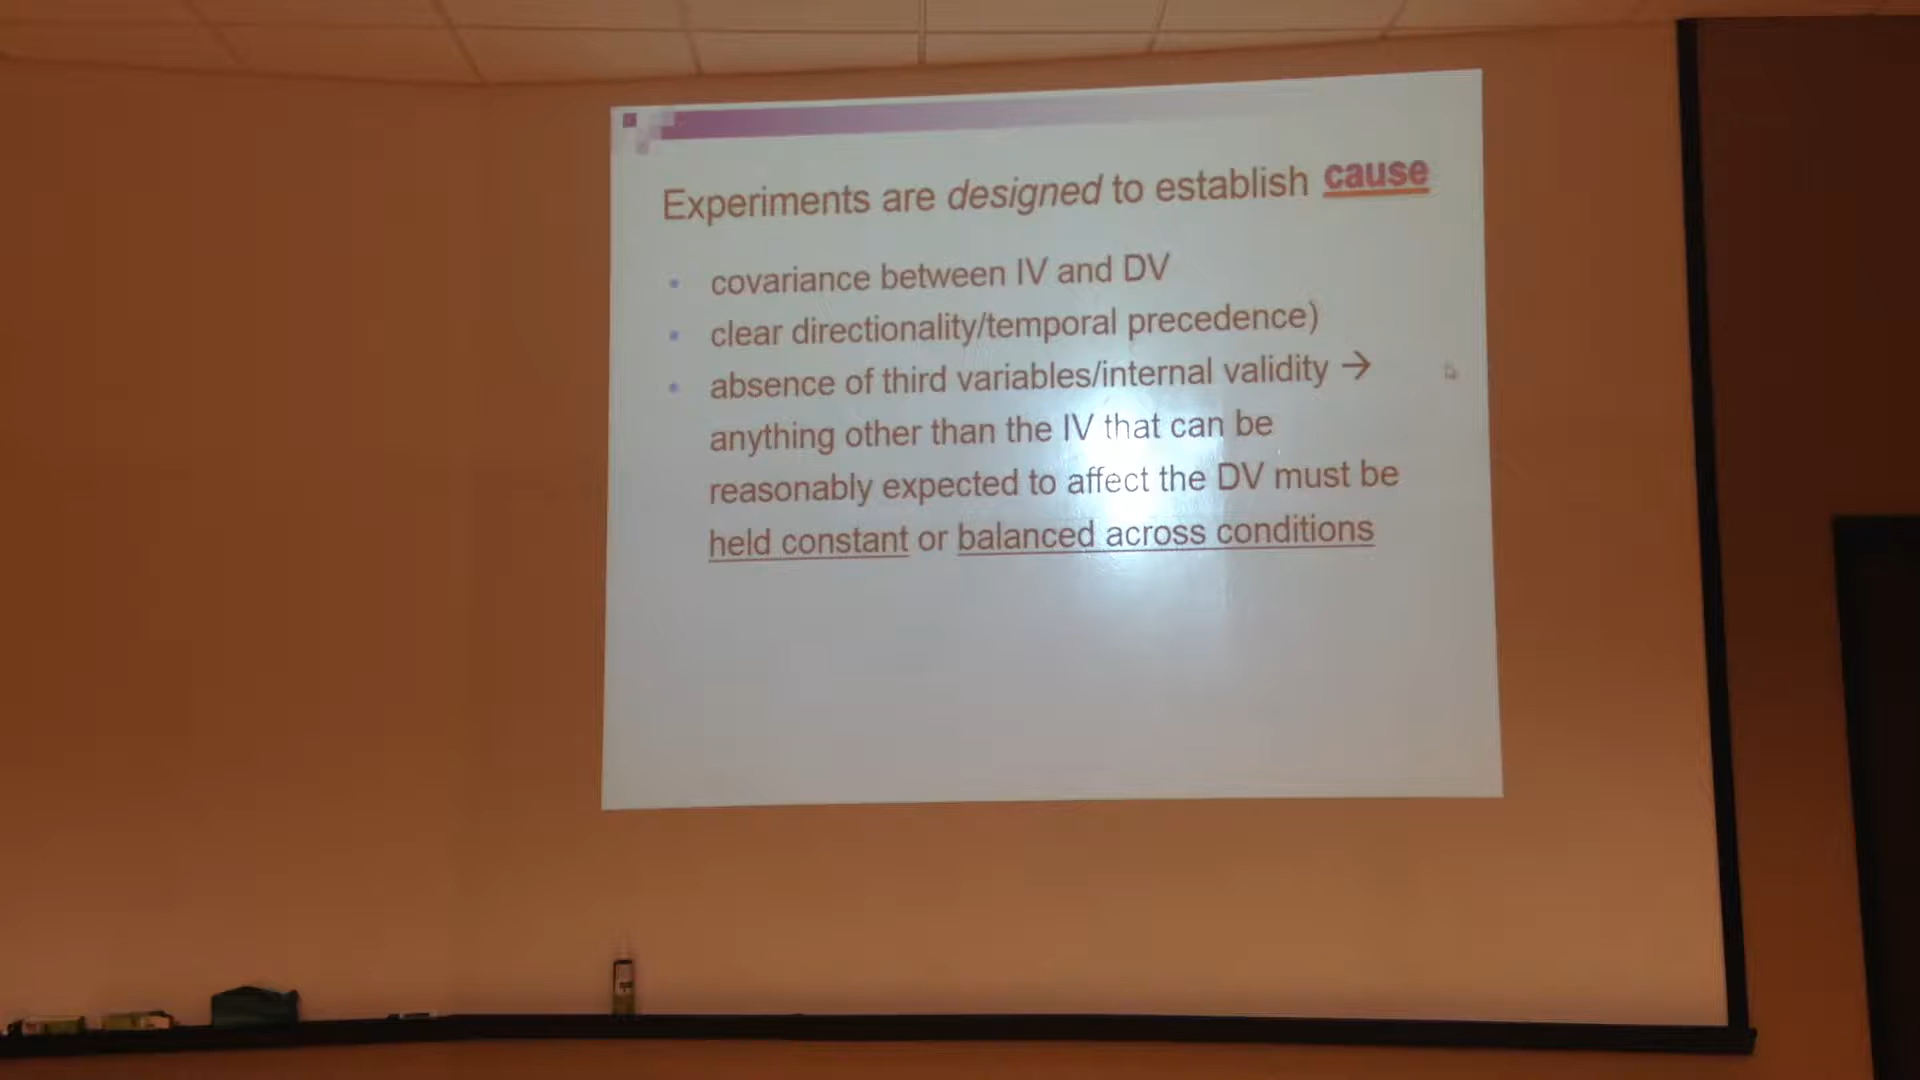 Experiments are designed to establish cause
• covariance between IV and DV
• clear directionality/temporal precedence)
• absence of third variables/internal validity →
anything other than the IV that can be
reasonably expected to affect the DV must be
held constant or balanced across conditions